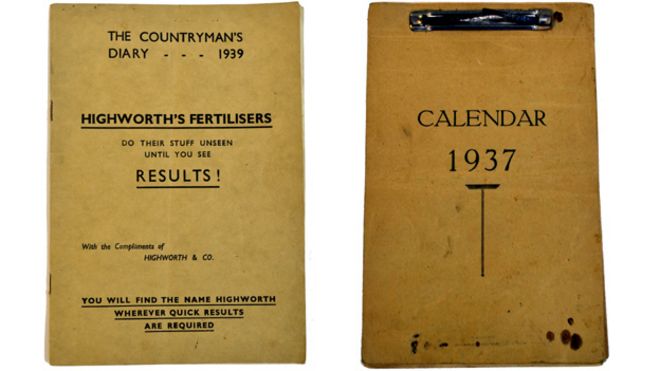 THE COUNTRYMAN'S
DIARY - - - 1939
HIGHWORTH'S FERTILISERS
DO THEIR STUFF UNSEEN
UNTIL YOU SEE
RESULTS!
With the Compliments of
HIGHWORTH & CO.
YOU WILL FIND THE NAME HIGHWORTH
WHEREVER QUICK RESULTS
ARE REQUIRED
CALENDAR
1937